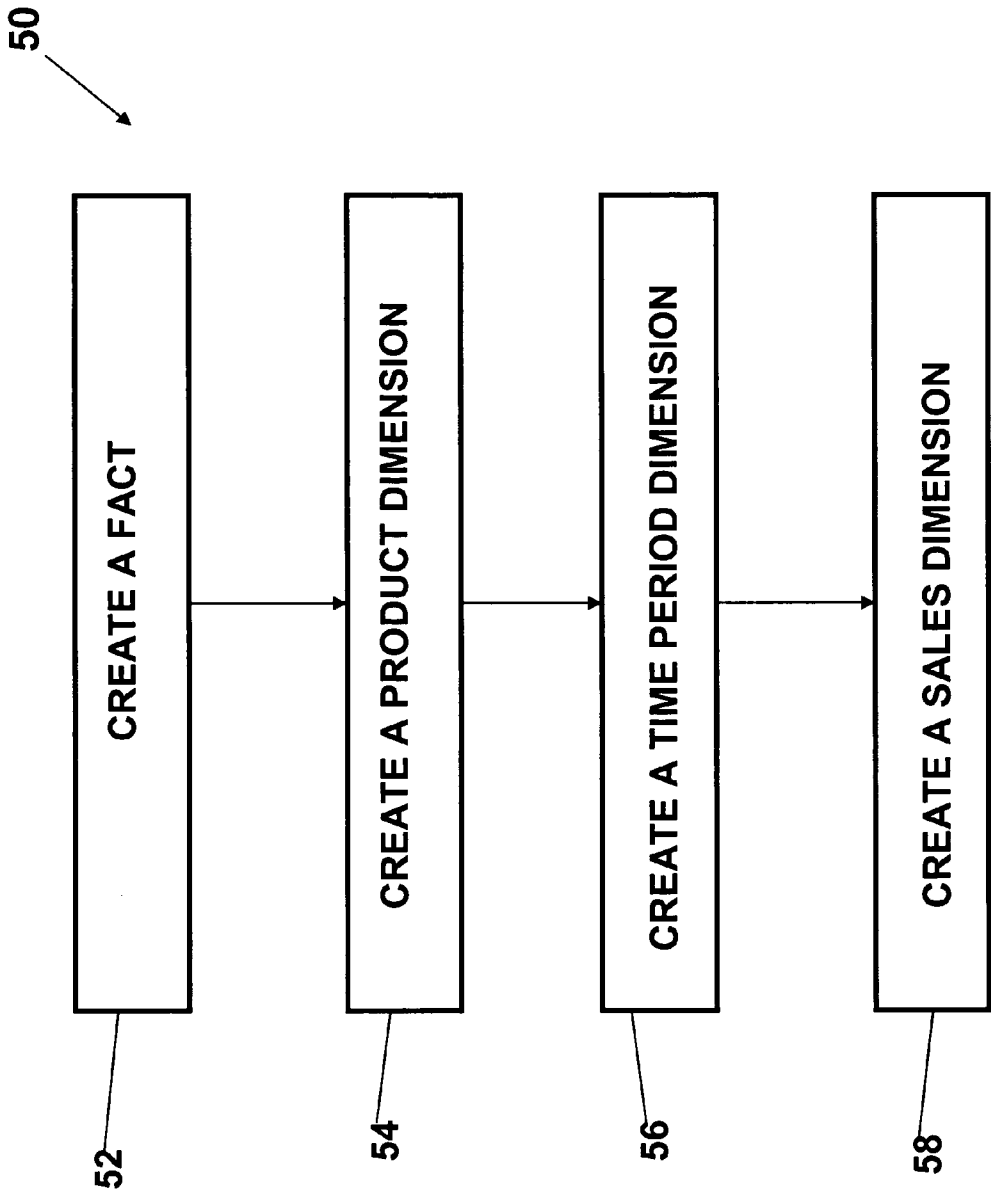 50
52
CREATE A FACT
54
CREATE A PRODUCT DIMENSION
56
CREATE A TIME PERIOD DIMENSION
58
CREATE A SALES DIMENSION